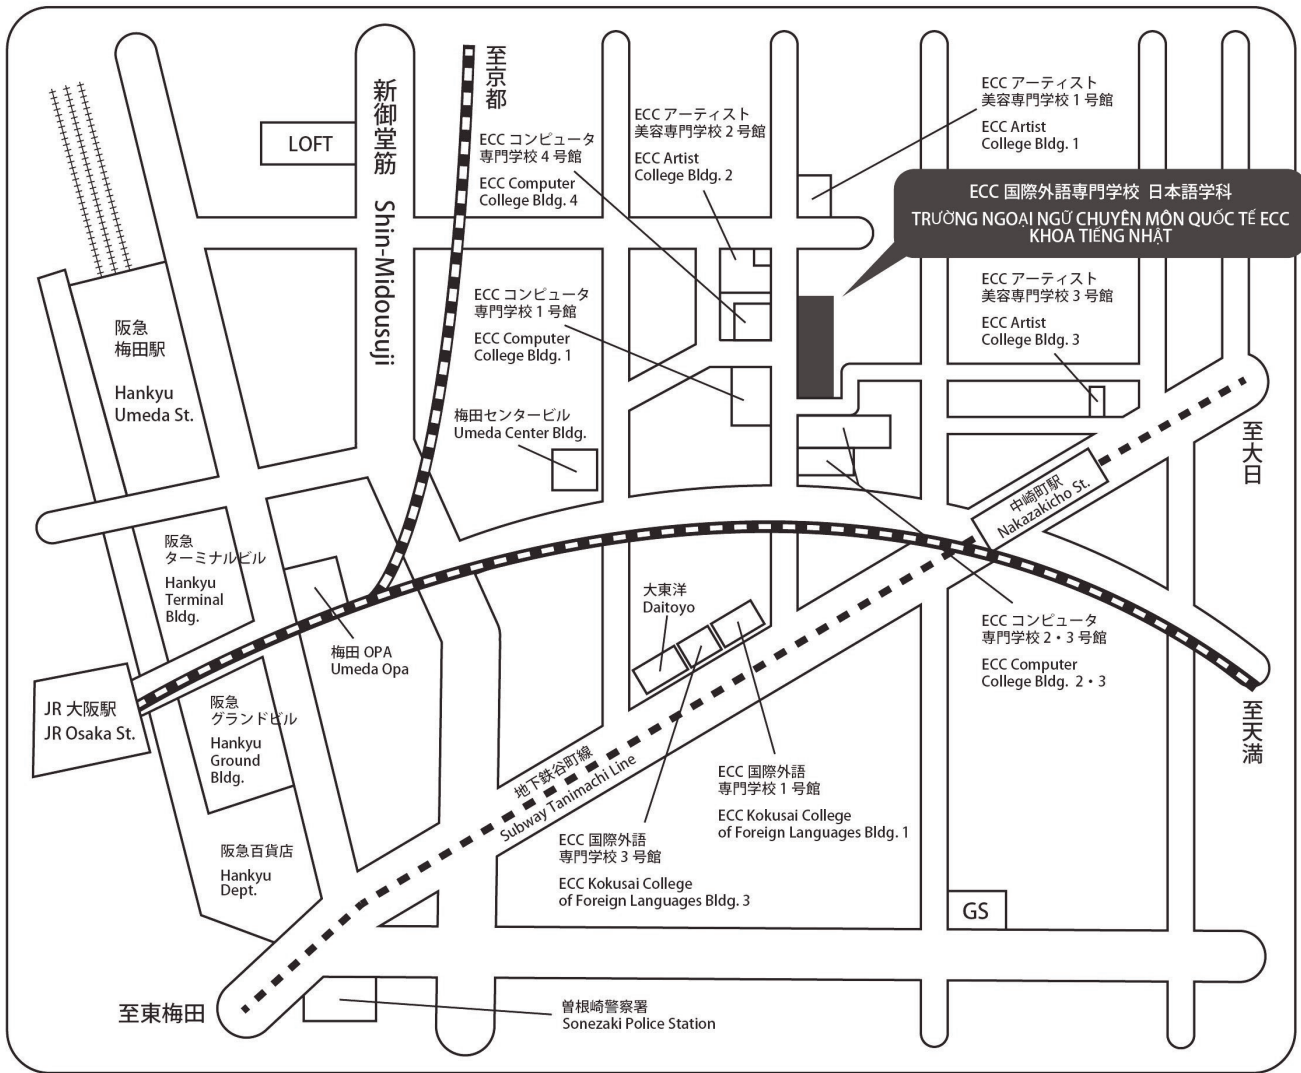 至京都
新御堂筋 Shin-Midousuji
LOFT
ECC コンピュータ
専門学校 4 号館
ECC Computer
College Bldg. 4
ECC アーティスト
美容専門学校 2 号館
ECC Artist
College Bldg. 2
ECC アーティスト
美容専門学校 1 号館
ECC Artist
College Bldg. 1
ECC 国際外語専門学校 日本語学科
TRƯỜNG NGOẠI NGỮ CHUYÊN MÔN QUỐC TẾ ECC
KHOA TIẾNG NHẬT
ECC アーティスト
美容専門学校 3 号館
ECC Artist
College Bldg. 3
ECC コンピュータ
専門学校 1 号館
ECC Computer
College Bldg. 1
阪急
梅田駅
Hankyu
Umeda St.
梅田センタービル
Umeda Center Bldg.
至大日
中崎町駅
Nakazakicho St.
阪急
ターミナルビル
Hankyu
Terminal
Bldg.
梅田 OPA
Umeda Opa
大東洋
Daitoyo
ECC コンピュータ
専門学校 2・3 号館
ECC Computer
College Bldg. 2・3
JR 大阪駅
JR Osaka St.
阪急
グランドビル
Hankyu
Ground
Bldg.
至天満
地下鉄谷町線
Subway Tanimachi Line
ECC 国際外語
専門学校 1 号館
ECC Kokusai College
of Foreign Languages Bldg. 1
ECC 国際外語
専門学校 3 号館
ECC Kokusai College
of Foreign Languages Bldg. 3
阪急百貨店
Hankyu
Dept.
GS
至東梅田
曽根崎警察署
Sonezaki Police Station